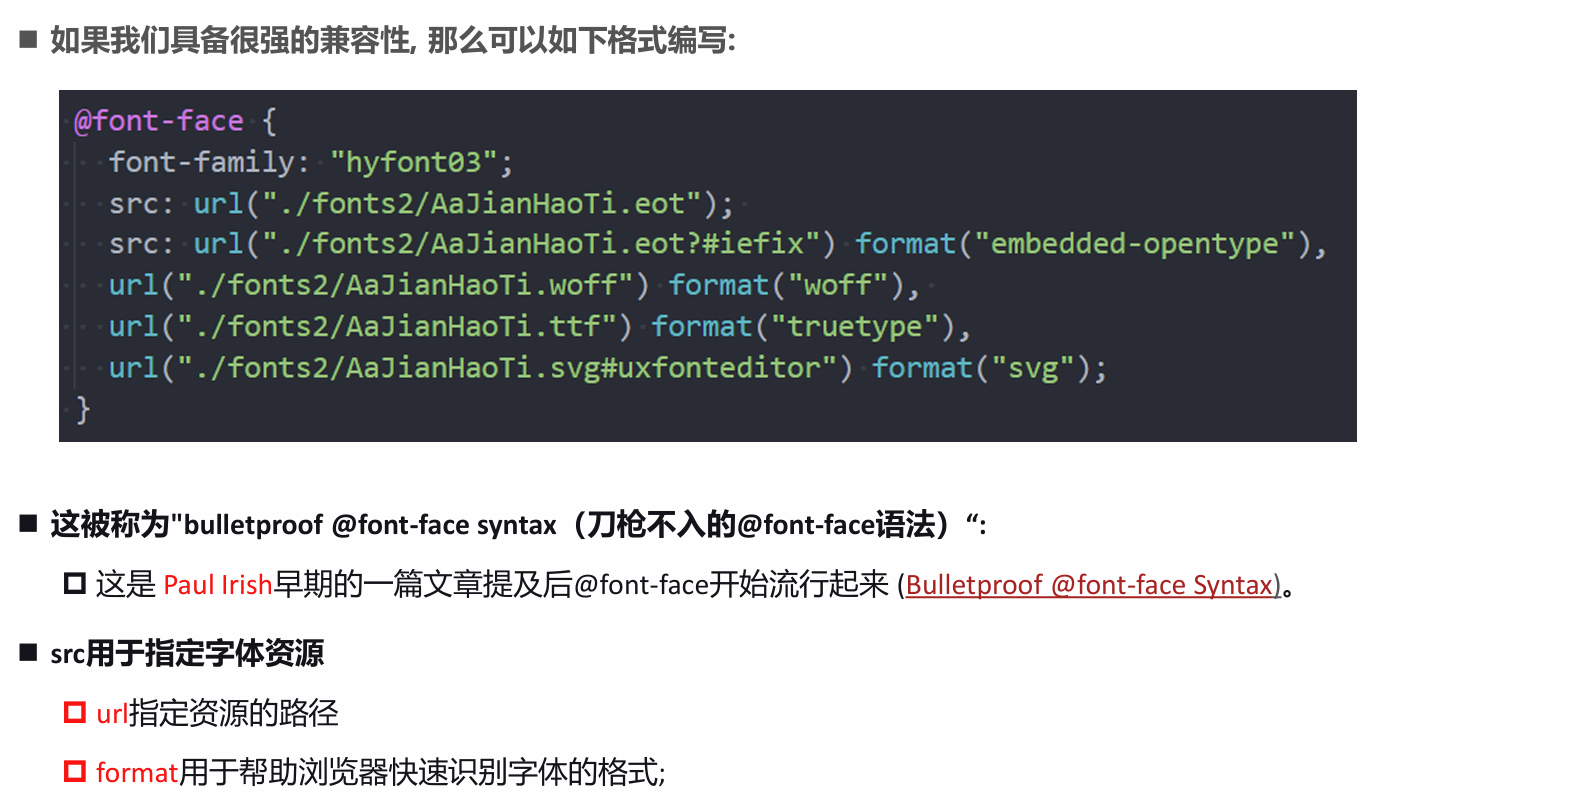 如果我们具备很强的兼容性, 那么可以如下格式编写:
@font-face {
font-family: "hyfont03";
src: url("./fonts2/AaJianHaoTi.eot");
src: url("./fonts2/AaJianHaoTi.eot?#iefix") format("embedded-opentype"),
url("./fonts2/AaJianHaoTi.woff") format("woff"),
url("./fonts2/AaJianHaoTi.ttf") format("truetype"),
url("./fonts2/AaJianHaoTi.svg#uxfonteditor") format("svg");
}
这被称为"bulletproof @font-face syntax（刀枪不入的@font-face语法）“:
这是 Paul Irish早期的一篇文章提及后@font-face开始流行起来 (Bulletproof @font-face Syntax)。
src用于指定字体资源
url指定资源的路径
format用于帮助浏览器快速识别字体的格式;